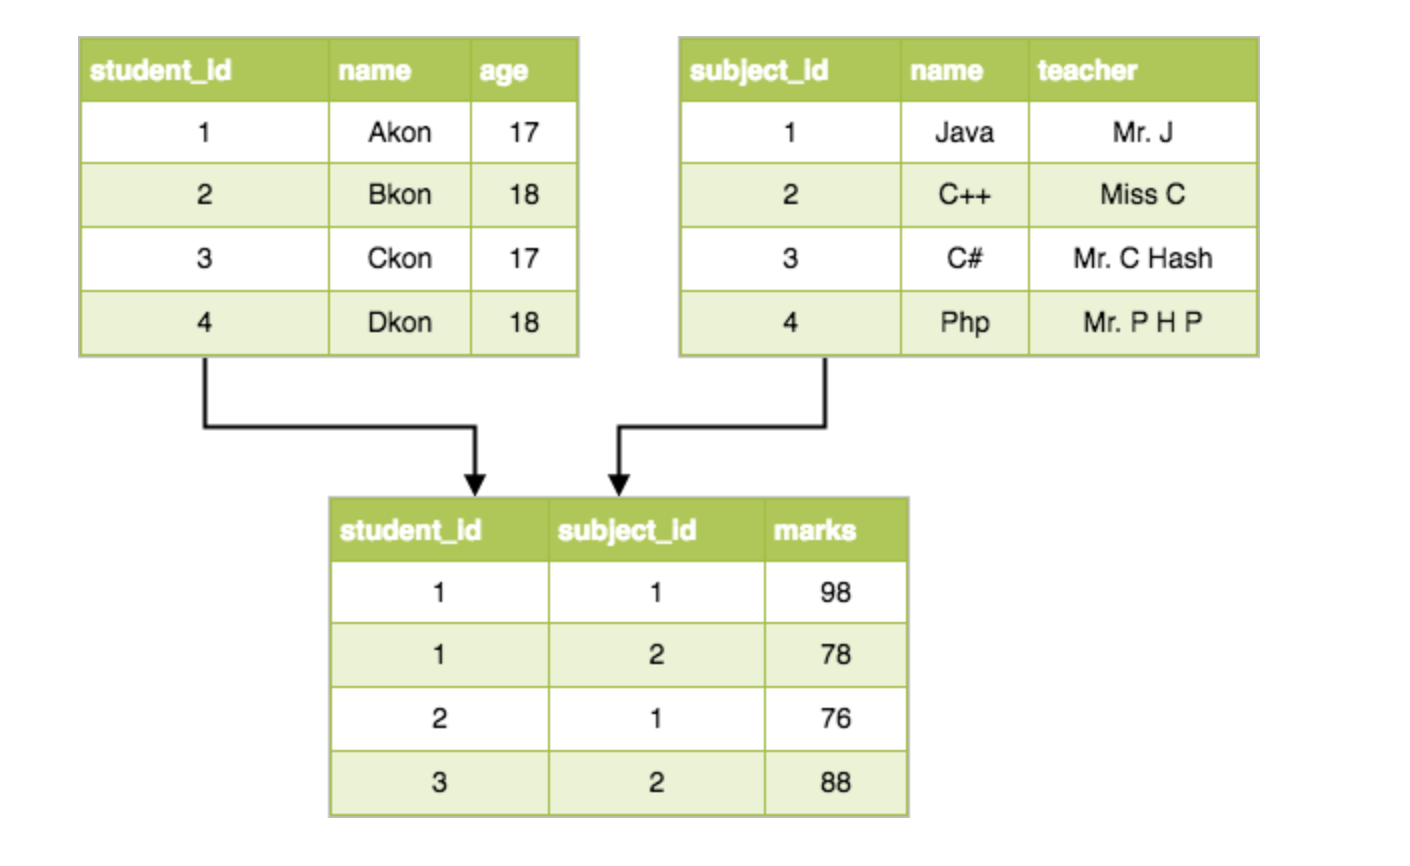 student_id name age
1 Akon 17
2 Bkon 18
3 Ckon 17
4 Dkon 18
subject_id name teacher
1 Java Mr. J
2 C++ Miss C
3 C# Mr. C Hash
4 Php Mr. P H P
student_id subject_id marks
1 1 98
1 2 78
2 1 76
3 2 88